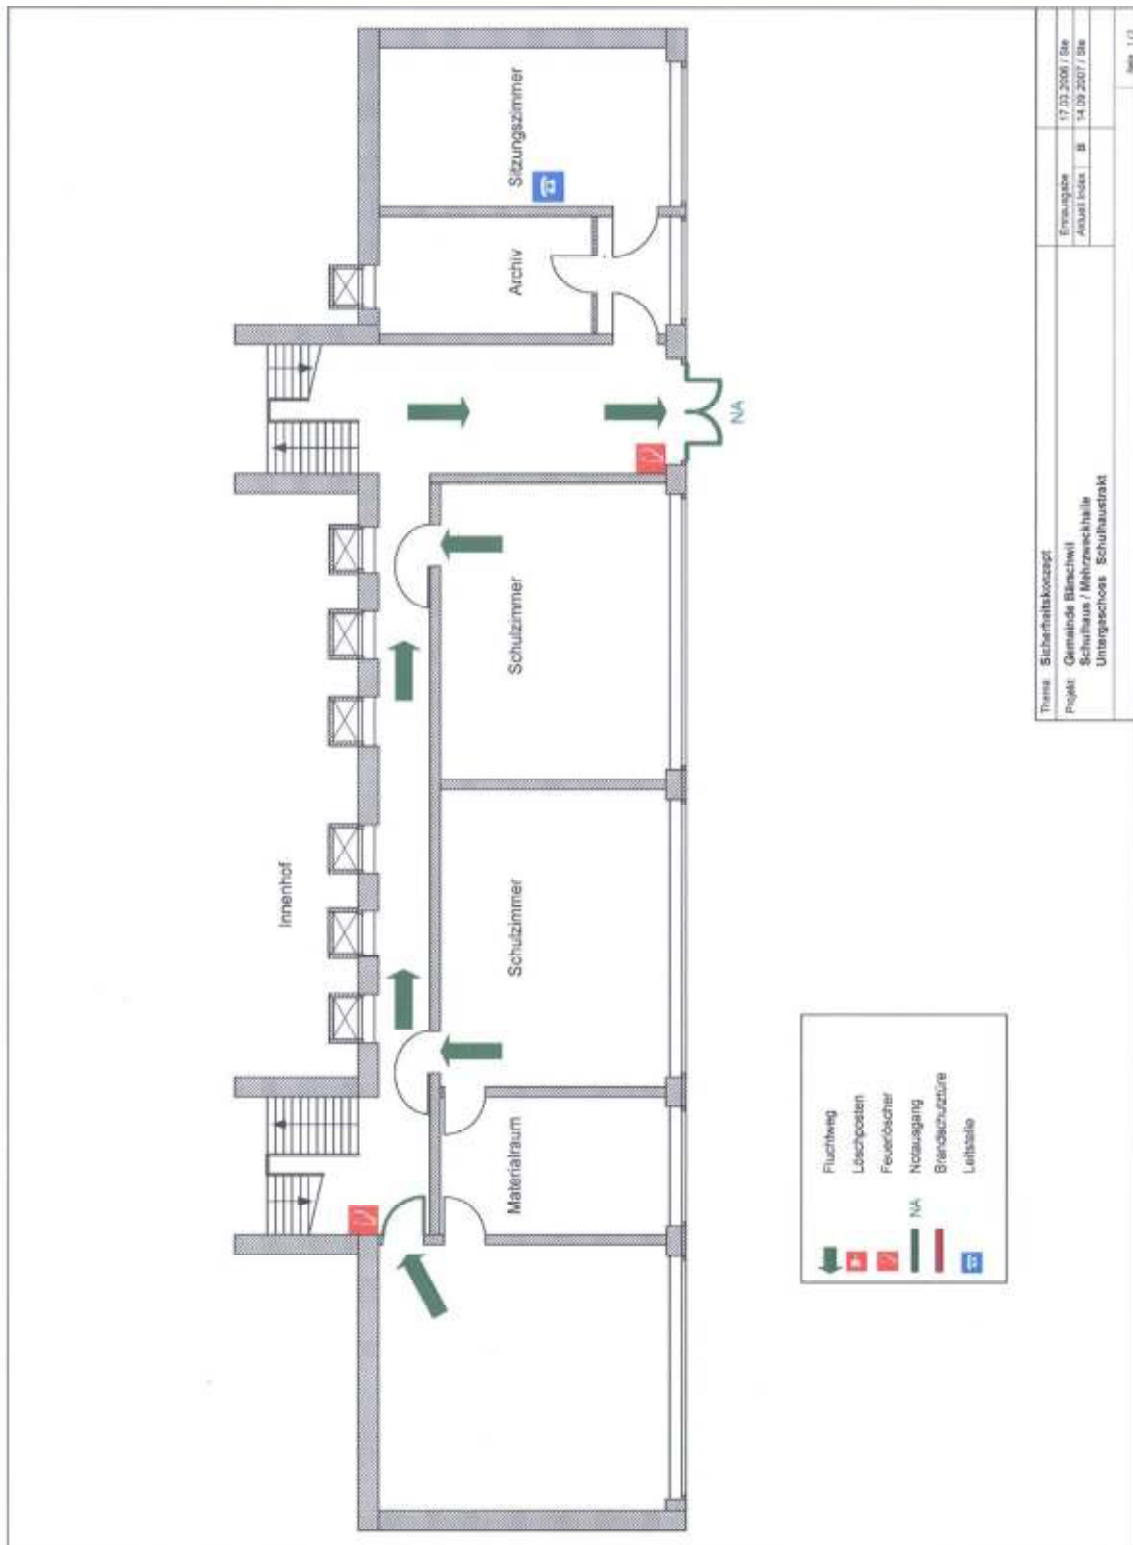 Innenhof
Materialraum
Schulzimmer
Schulzimmer
NA
Archiv
Sitzungszimmer
Fluchtweg
Löschposten
Feuerlöscher
NA Notausgang
Brandschutztüre
Leitstelle
Thema: Sicherheitskonzept
Projekt: Gemeinde Bärschwil
Schulhaus / Mehrzweckhalle
Untergeschoss Schulhaustrakt
Erstausgabe 17.03.2006 / Ste
Aktuell Index B 14.09.2007 / Ste